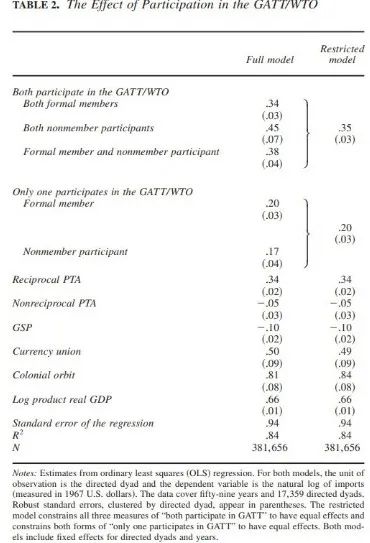 TABLE 2. The Effect of Participation in the GATT/WTO
Restricted
Full model model
Both participate in the GATT/WTO
Both formal members .34
(.03)
Both nonmember participants .45 .35
(.07) (.03)
Formal member and nonmember participant .38
(.04)
Only one participates in the GATT/WTO
Formal member .20
(.03)
.20
(.03)
Nonmember participant .17
(.04)
Reciprocal PTA .34 .34
(.02) (.02)
Nonreciprocal PTA −.05 −.05
(.03) (.03)
GSP −.10 −.10
(.02) (.02)
Currency union .50 .49
(.09) (.09)
Colonial orbit .81 .84
(.08) (.08)
Log product real GDP .66 .66
(.01) (.01)
Standard error of the regression .94 .94
R² .84 .84
N 381,656 381,656
Notes: Estimates from ordinary least squares (OLS) regression. For both models, the unit of
observation is the directed dyad and the dependent variable is the natural log of imports
(measured in 1967 U.S. dollars). The data cover fifty-nine years and 17,359 directed dyads.
Robust standard errors, clustered by directed dyad, appear in parentheses. The restricted
model constrains all three measures of “both participate in GATT” to have equal effects and
constrains both forms of “only one participates in GATT” to have equal effects. Both mod-
els include fixed effects for directed dyads and years.